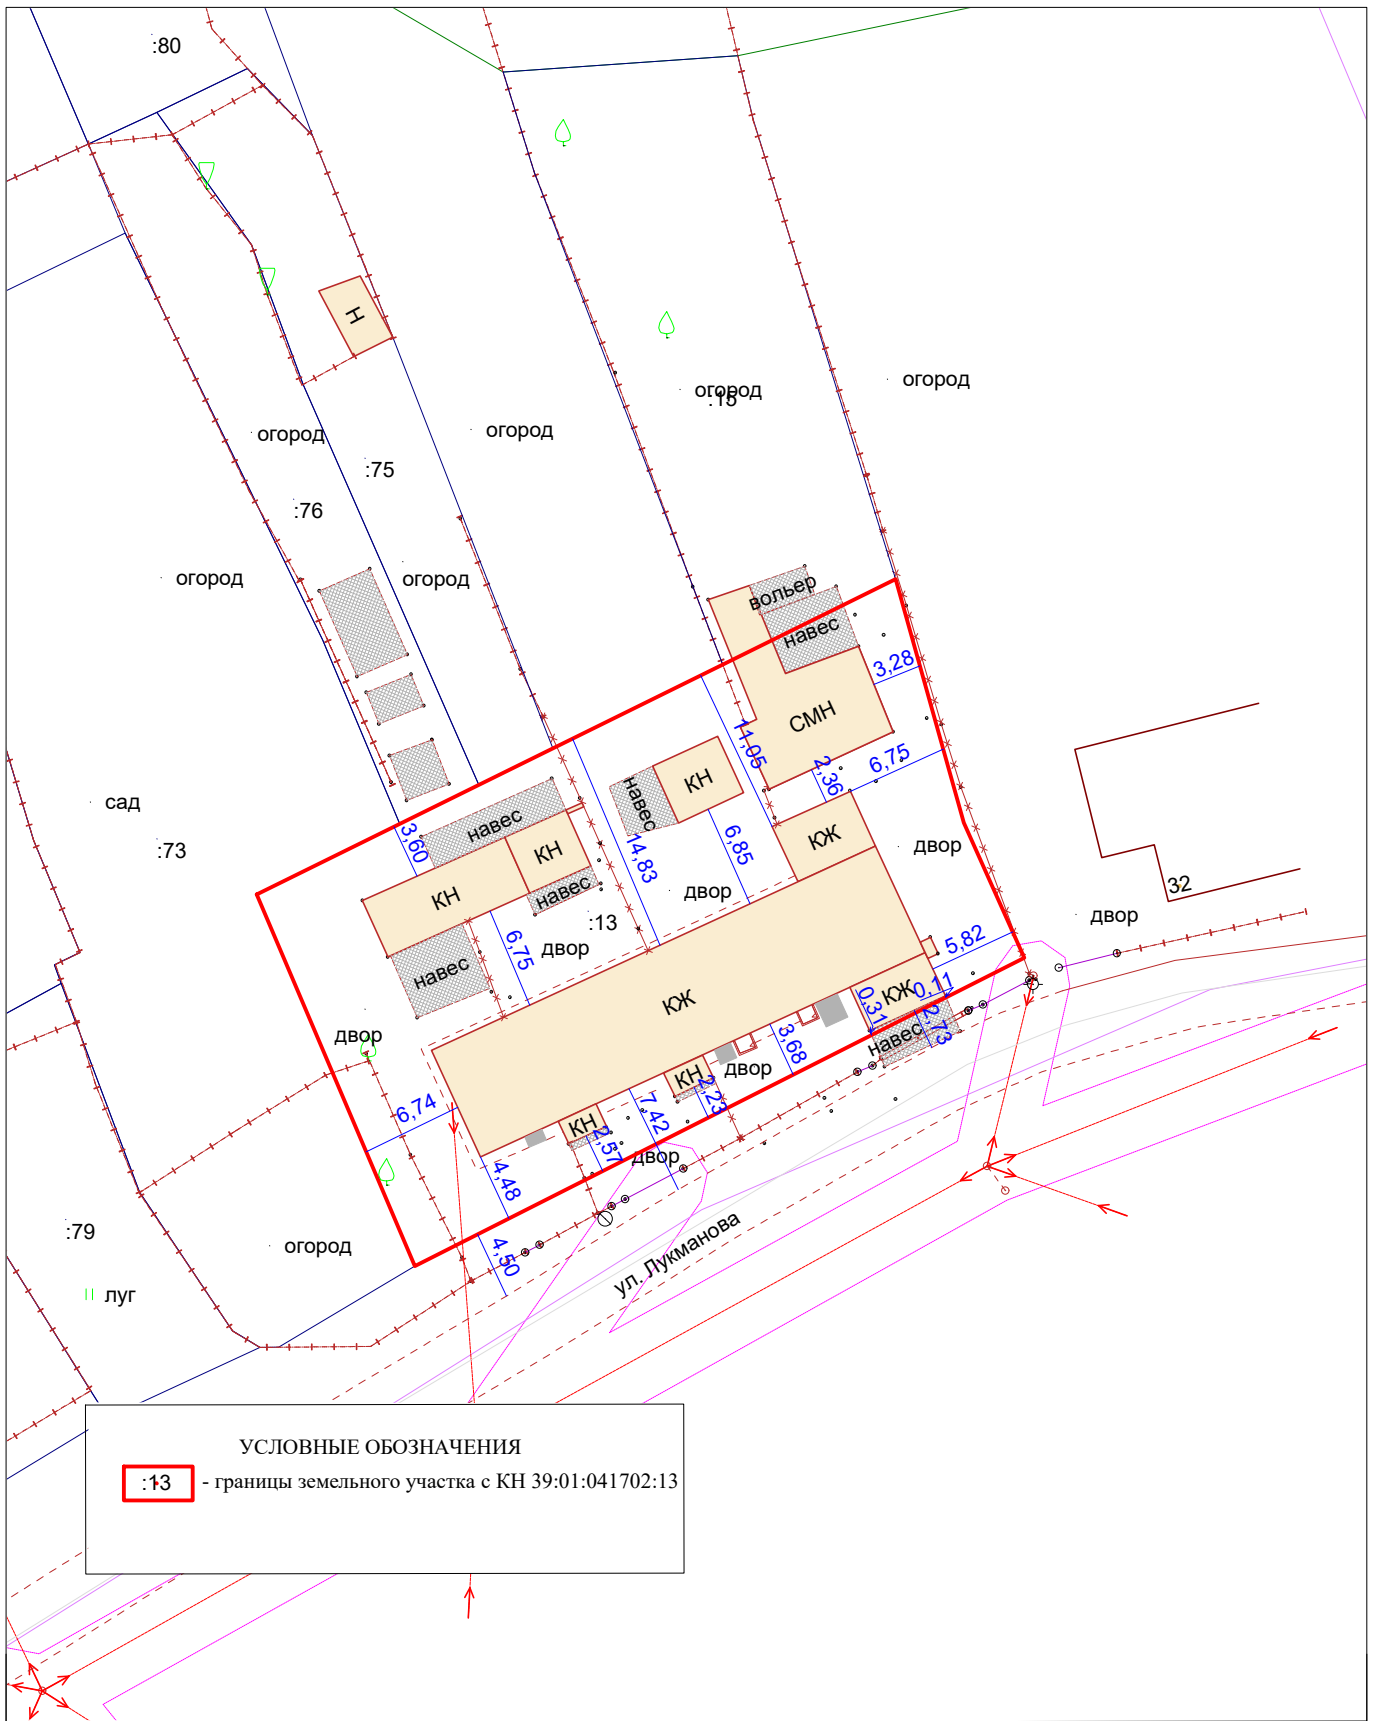 :80
Н
огород
огород
:15
огород
огород
:75
:76
огород
огород
вольер
навес
3,28
СМН
11,05
2,36
6,75
КН
навес
сад
:73
3,60
навес
КН
14,83
6,85
КЖ
двор
КН
навес
двор
32
двор
:13
6,75
двор
5,82
навес
КЖ
КЖ
0,11
0,31
2,73
навес
двор
3,68
двор
КН
2,23
6,74
7,42
КН
2,57
двор
4,48
:79
огород
4,50
ул. Лукманова
луг
УСЛОВНЫЕ ОБОЗНАЧЕНИЯ
:13 - границы земельного участка с КН 39:01:041702:13